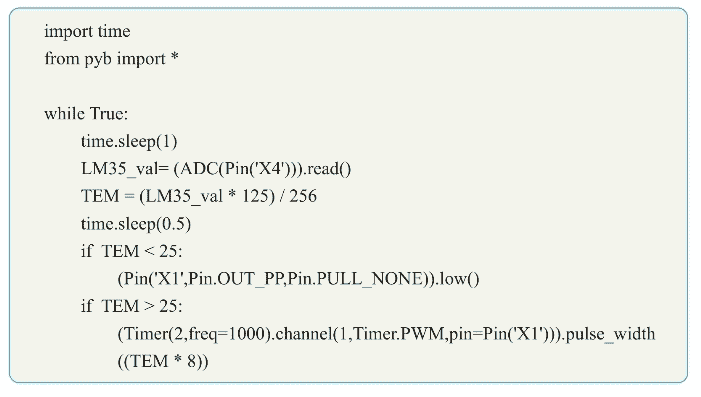 import time
from pyb import *
while True:
time.sleep(1)
LM35_val= (ADC(Pin('X4'))).read()
TEM = (LM35_val * 125) / 256
time.sleep(0.5)
if TEM < 25:
(Pin('X1',Pin.OUT_PP,Pin.PULL_NONE)).low()
if TEM > 25:
(Timer(2,freq=1000).channel(1,Timer.PWM,pin=Pin('X1'))).pulse_width
((TEM * 8))